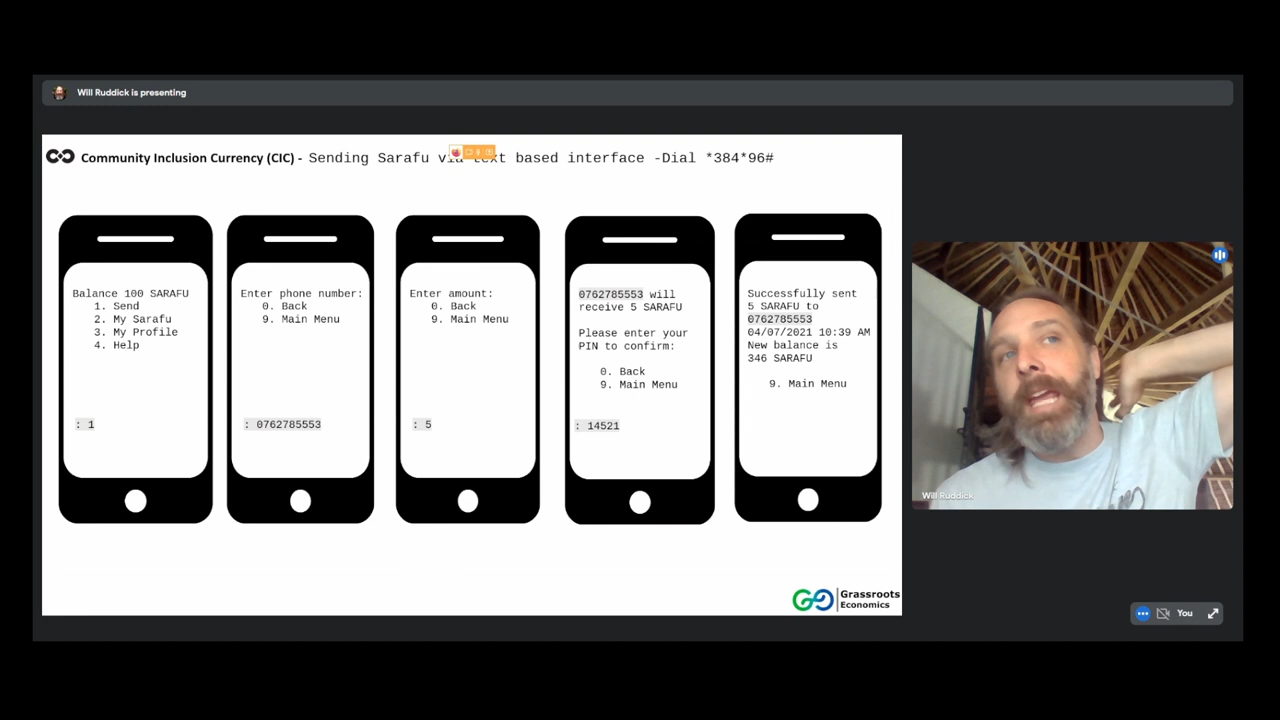 Will Ruddick is presenting
Community Inclusion Currency (CIC) - Sending Sarafu via text based interface -Dial *384*96#
Balance 100 SARAFU
1. Send
2. My Sarafu
3. My Profile
4. Help
: 1
Enter phone number:
0. Back
9. Main Menu
: 0762785553
Enter amount:
0. Back
9. Main Menu
: 5
0762785553 will
receive 5 SARAFU
Please enter your
PIN to confirm:
0. Back
9. Main Menu
: 14521
Successfully sent
5 SARAFU to
0762785553
04/07/2021 10:39 AM
New balance is
346 SARAFU
9. Main Menu
Will Ruddick
Grassroots
Economics
You